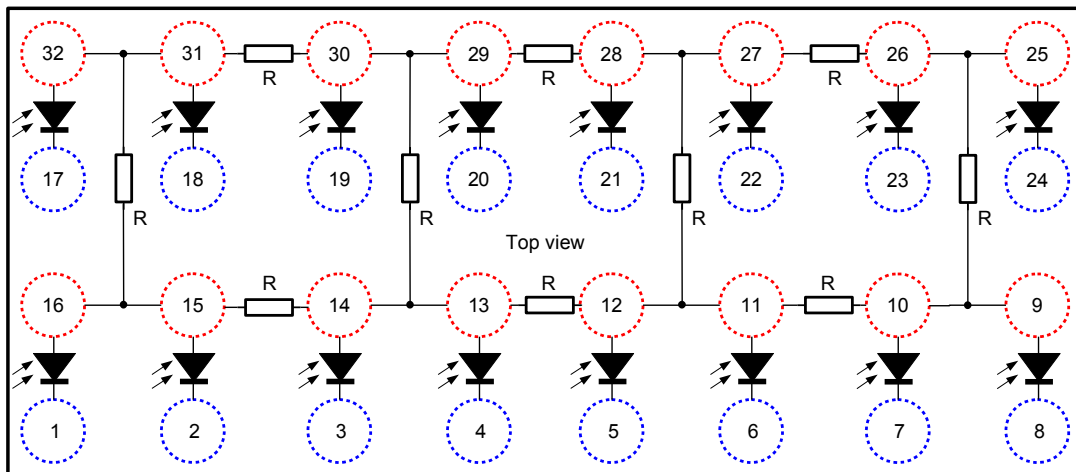 32 31 30 29 28 27 26 25
R R R
17 18 19 20 21 22 23 24
R R R R
Top view
R R R
16 15 14 13 12 11 10 9
1 2 3 4 5 6 7 8